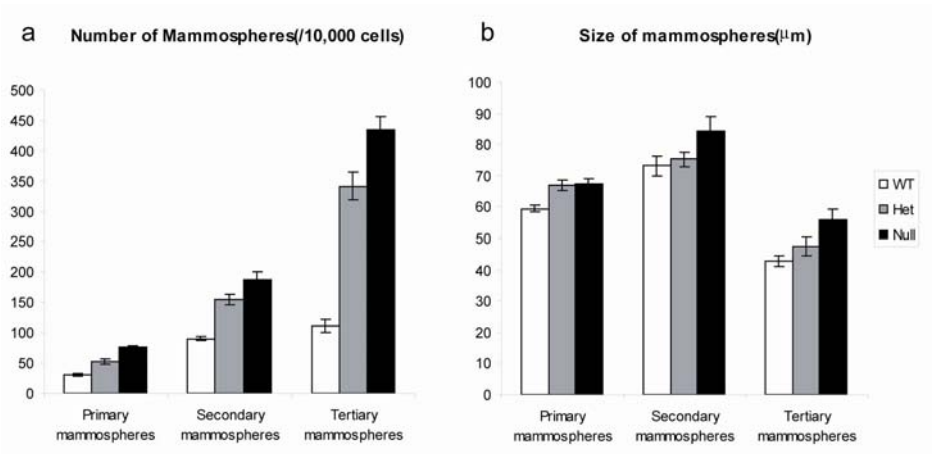 a Number of Mammospheres(/10,000 cells)
500
450
400
350
300
250
200
150
100
50
0
Primary mammospheres
Secondary mammospheres
Tertiary mammospheres
b Size of mammospheres(μm)
100
90
80
70
60
50
40
30
20
10
0
Primary mammospheres
Secondary mammospheres
Tertiary mammospheres
WT
Het
Null